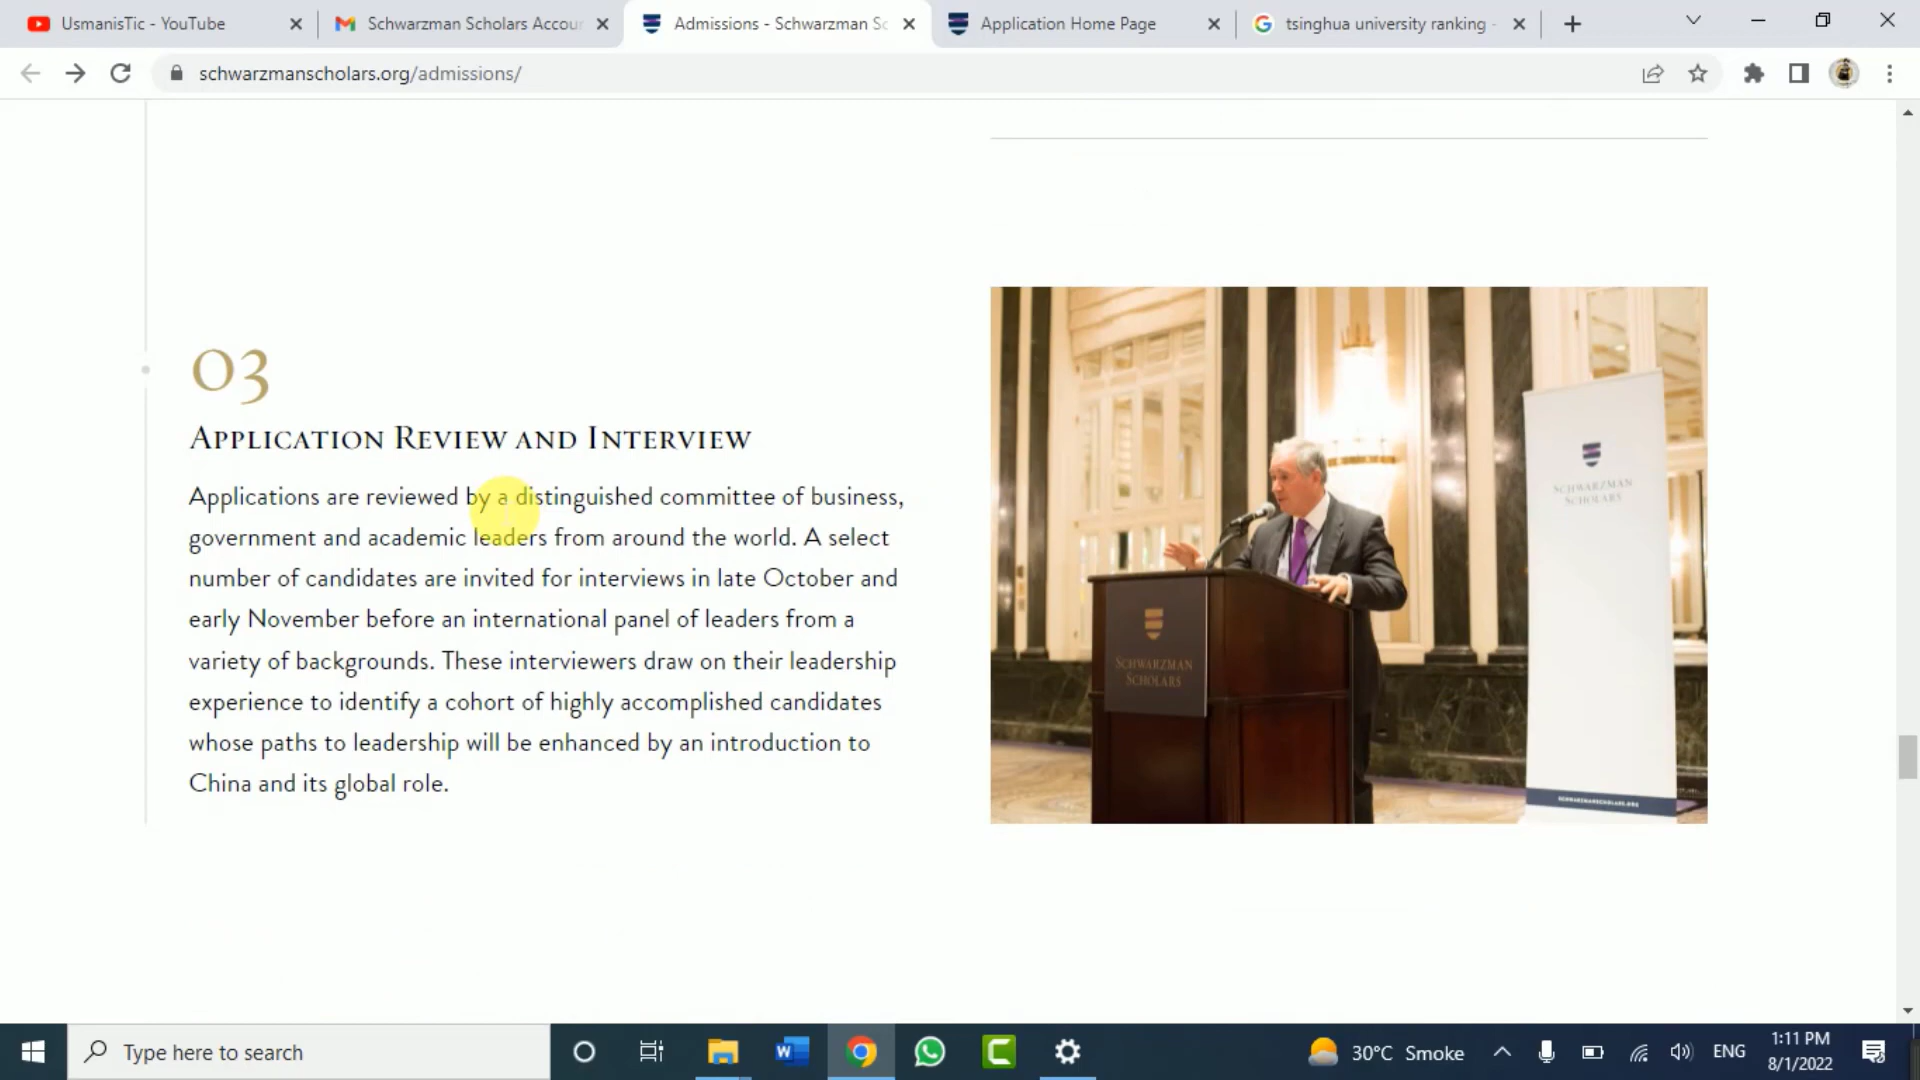 UsmanisTic - YouTube
Schwarzman Scholars Accou
Admissions - Schwarzman Sc
Application Home Page
tsinghua university ranking -
schwarzmanscholars.org/admissions/
03
Application Review and Interview
Applications are reviewed by a distinguished committee of business,
government and academic leaders from around the world. A select
number of candidates are invited for interviews in late October and
early November before an international panel of leaders from a
variety of backgrounds. These interviewers draw on their leadership
experience to identify a cohort of highly accomplished candidates
whose paths to leadership will be enhanced by an introduction to
China and its global role.
Schwarzman
Scholars
Schwarzman
Scholars
SCHWARZMANSCHOLARS.ORG
Type here to search
30°C Smoke
ENG
1:11 PM
8/1/2022